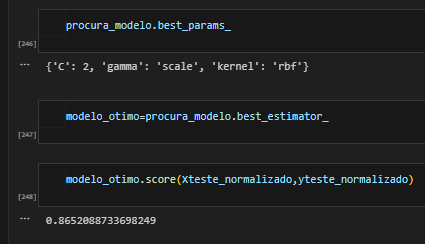 procura_modelo.best_params_
[246]
... {'C': 2, 'gamma': 'scale', 'kernel': 'rbf'}
modelo_otimo=procura_modelo.best_estimator_
[247]
modelo_otimo.score(Xteste_normalizado,yteste_normalizado)
[248]
... 0.8652088733698249